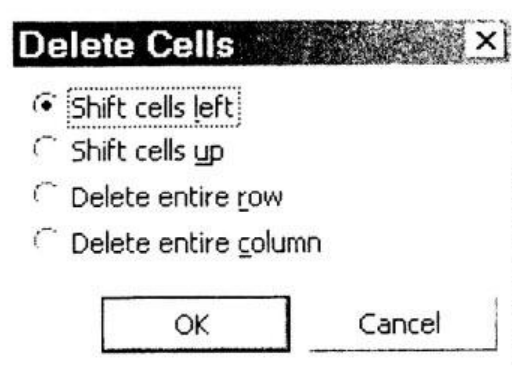 Delete Cells
Shift cells left
Shift cells up
Delete entire row
Delete entire column
OK
Cancel